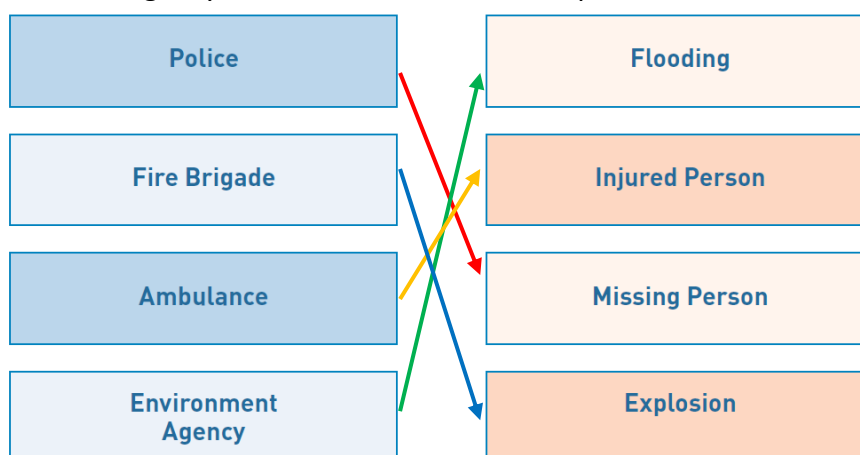 Police
Flooding
Fire Brigade
Injured Person
Ambulance
Missing Person
Environment
Agency
Explosion